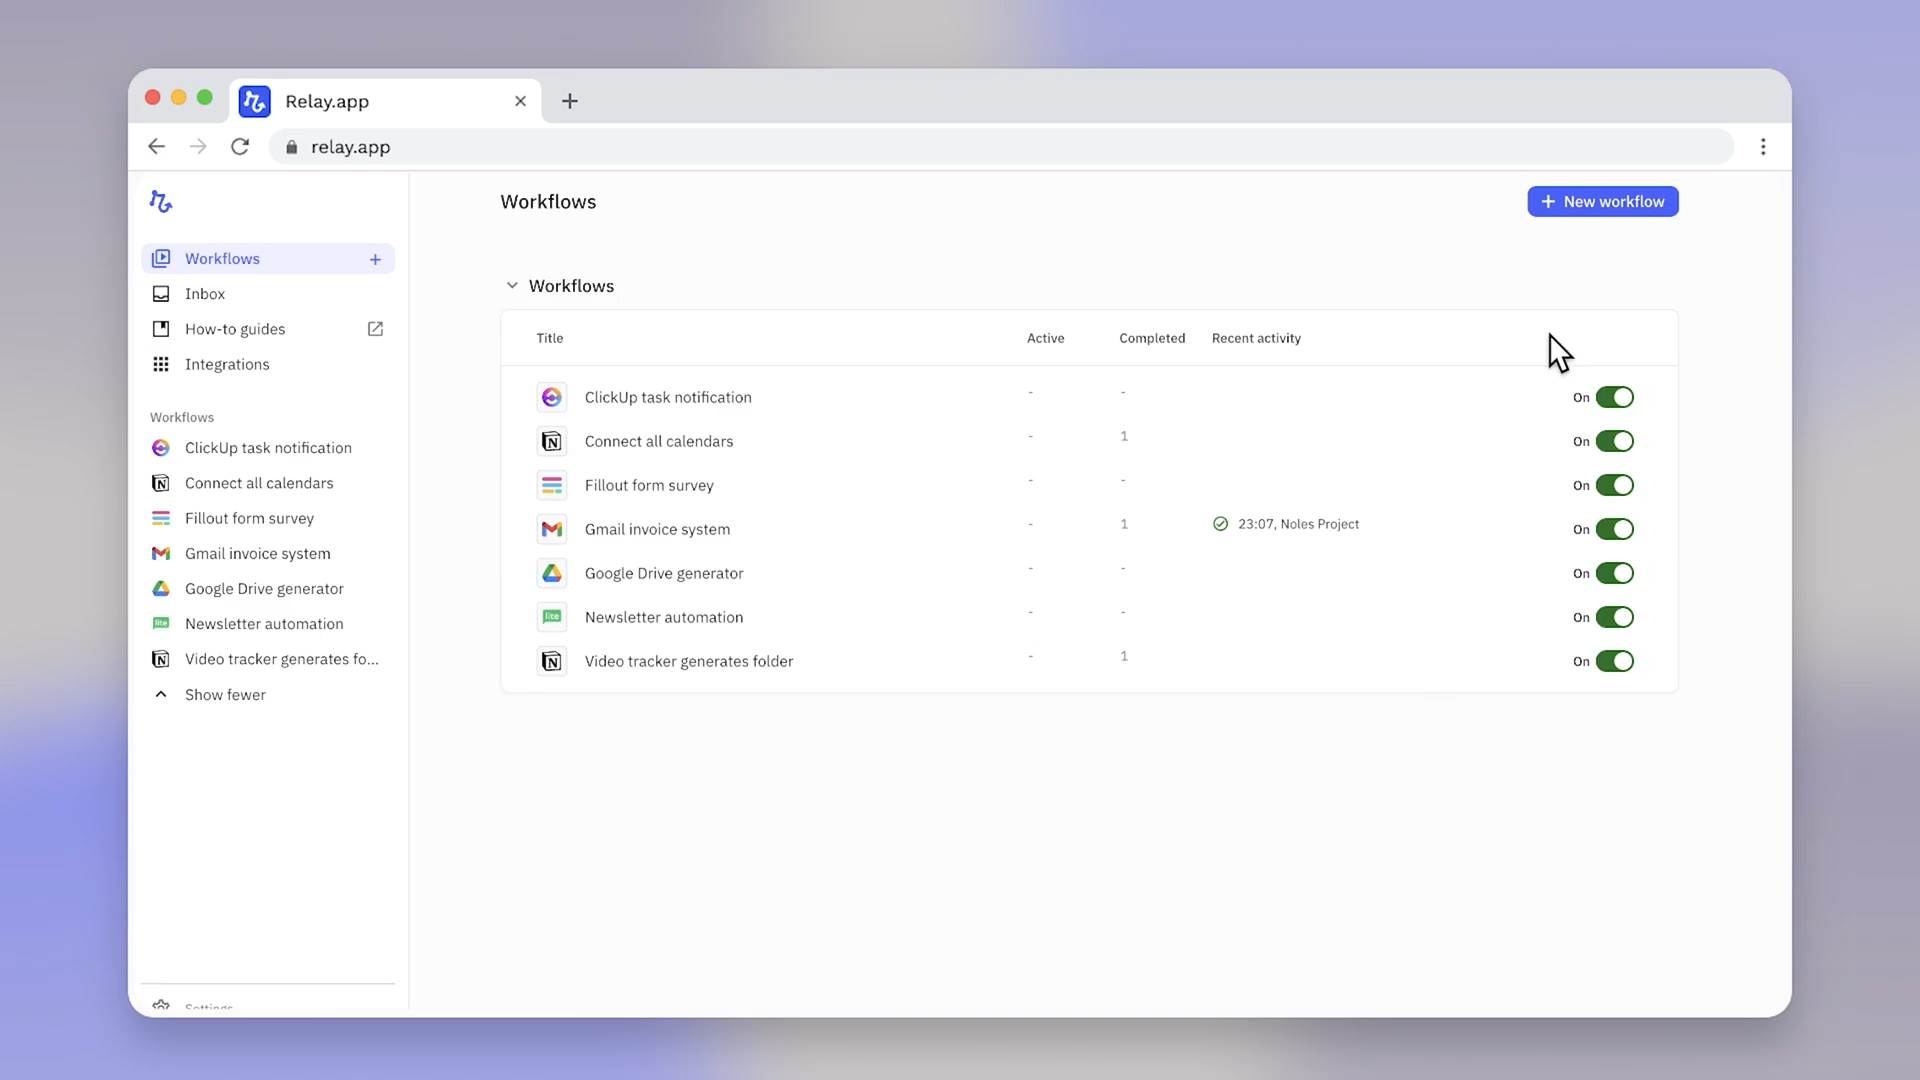 Relay.app
relay.app
Workflows
New workflow
Workflows
Inbox
How-to guides
Integrations
Workflows
ClickUp task notification
Connect all calendars
Fillout form survey
Gmail invoice system
Google Drive generator
lite Newsletter automation
Video tracker generates fo...
Show fewer
Settings
Workflows
Title Active Completed Recent activity
ClickUp task notification - - On
Connect all calendars - 1 On
Fillout form survey - - On
Gmail invoice system - 1 23:07, Noles Project On
Google Drive generator - - On
lite Newsletter automation - - On
Video tracker generates folder - 1 On